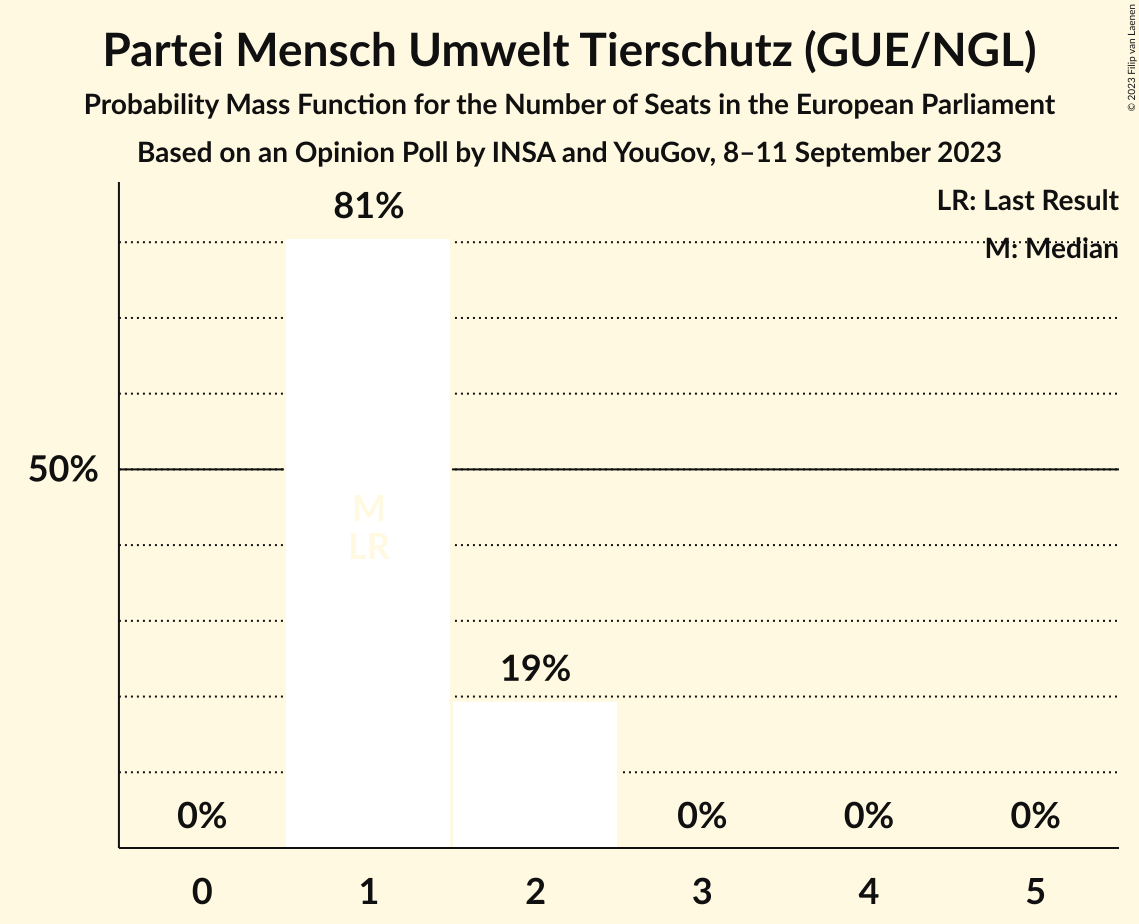 Partei Mensch Umwelt Tierschutz (GUE/NGL)
Probability Mass Function for the Number of Seats in the European Parliament
Based on an Opinion Poll by INSA and YouGov, 8–11 September 2023
© 2023 Filip van Laenen
LR: Last Result
M: Median
81%
50%
M
LR
19%
0%
0%
0%
0%
0 1 2 3 4 5